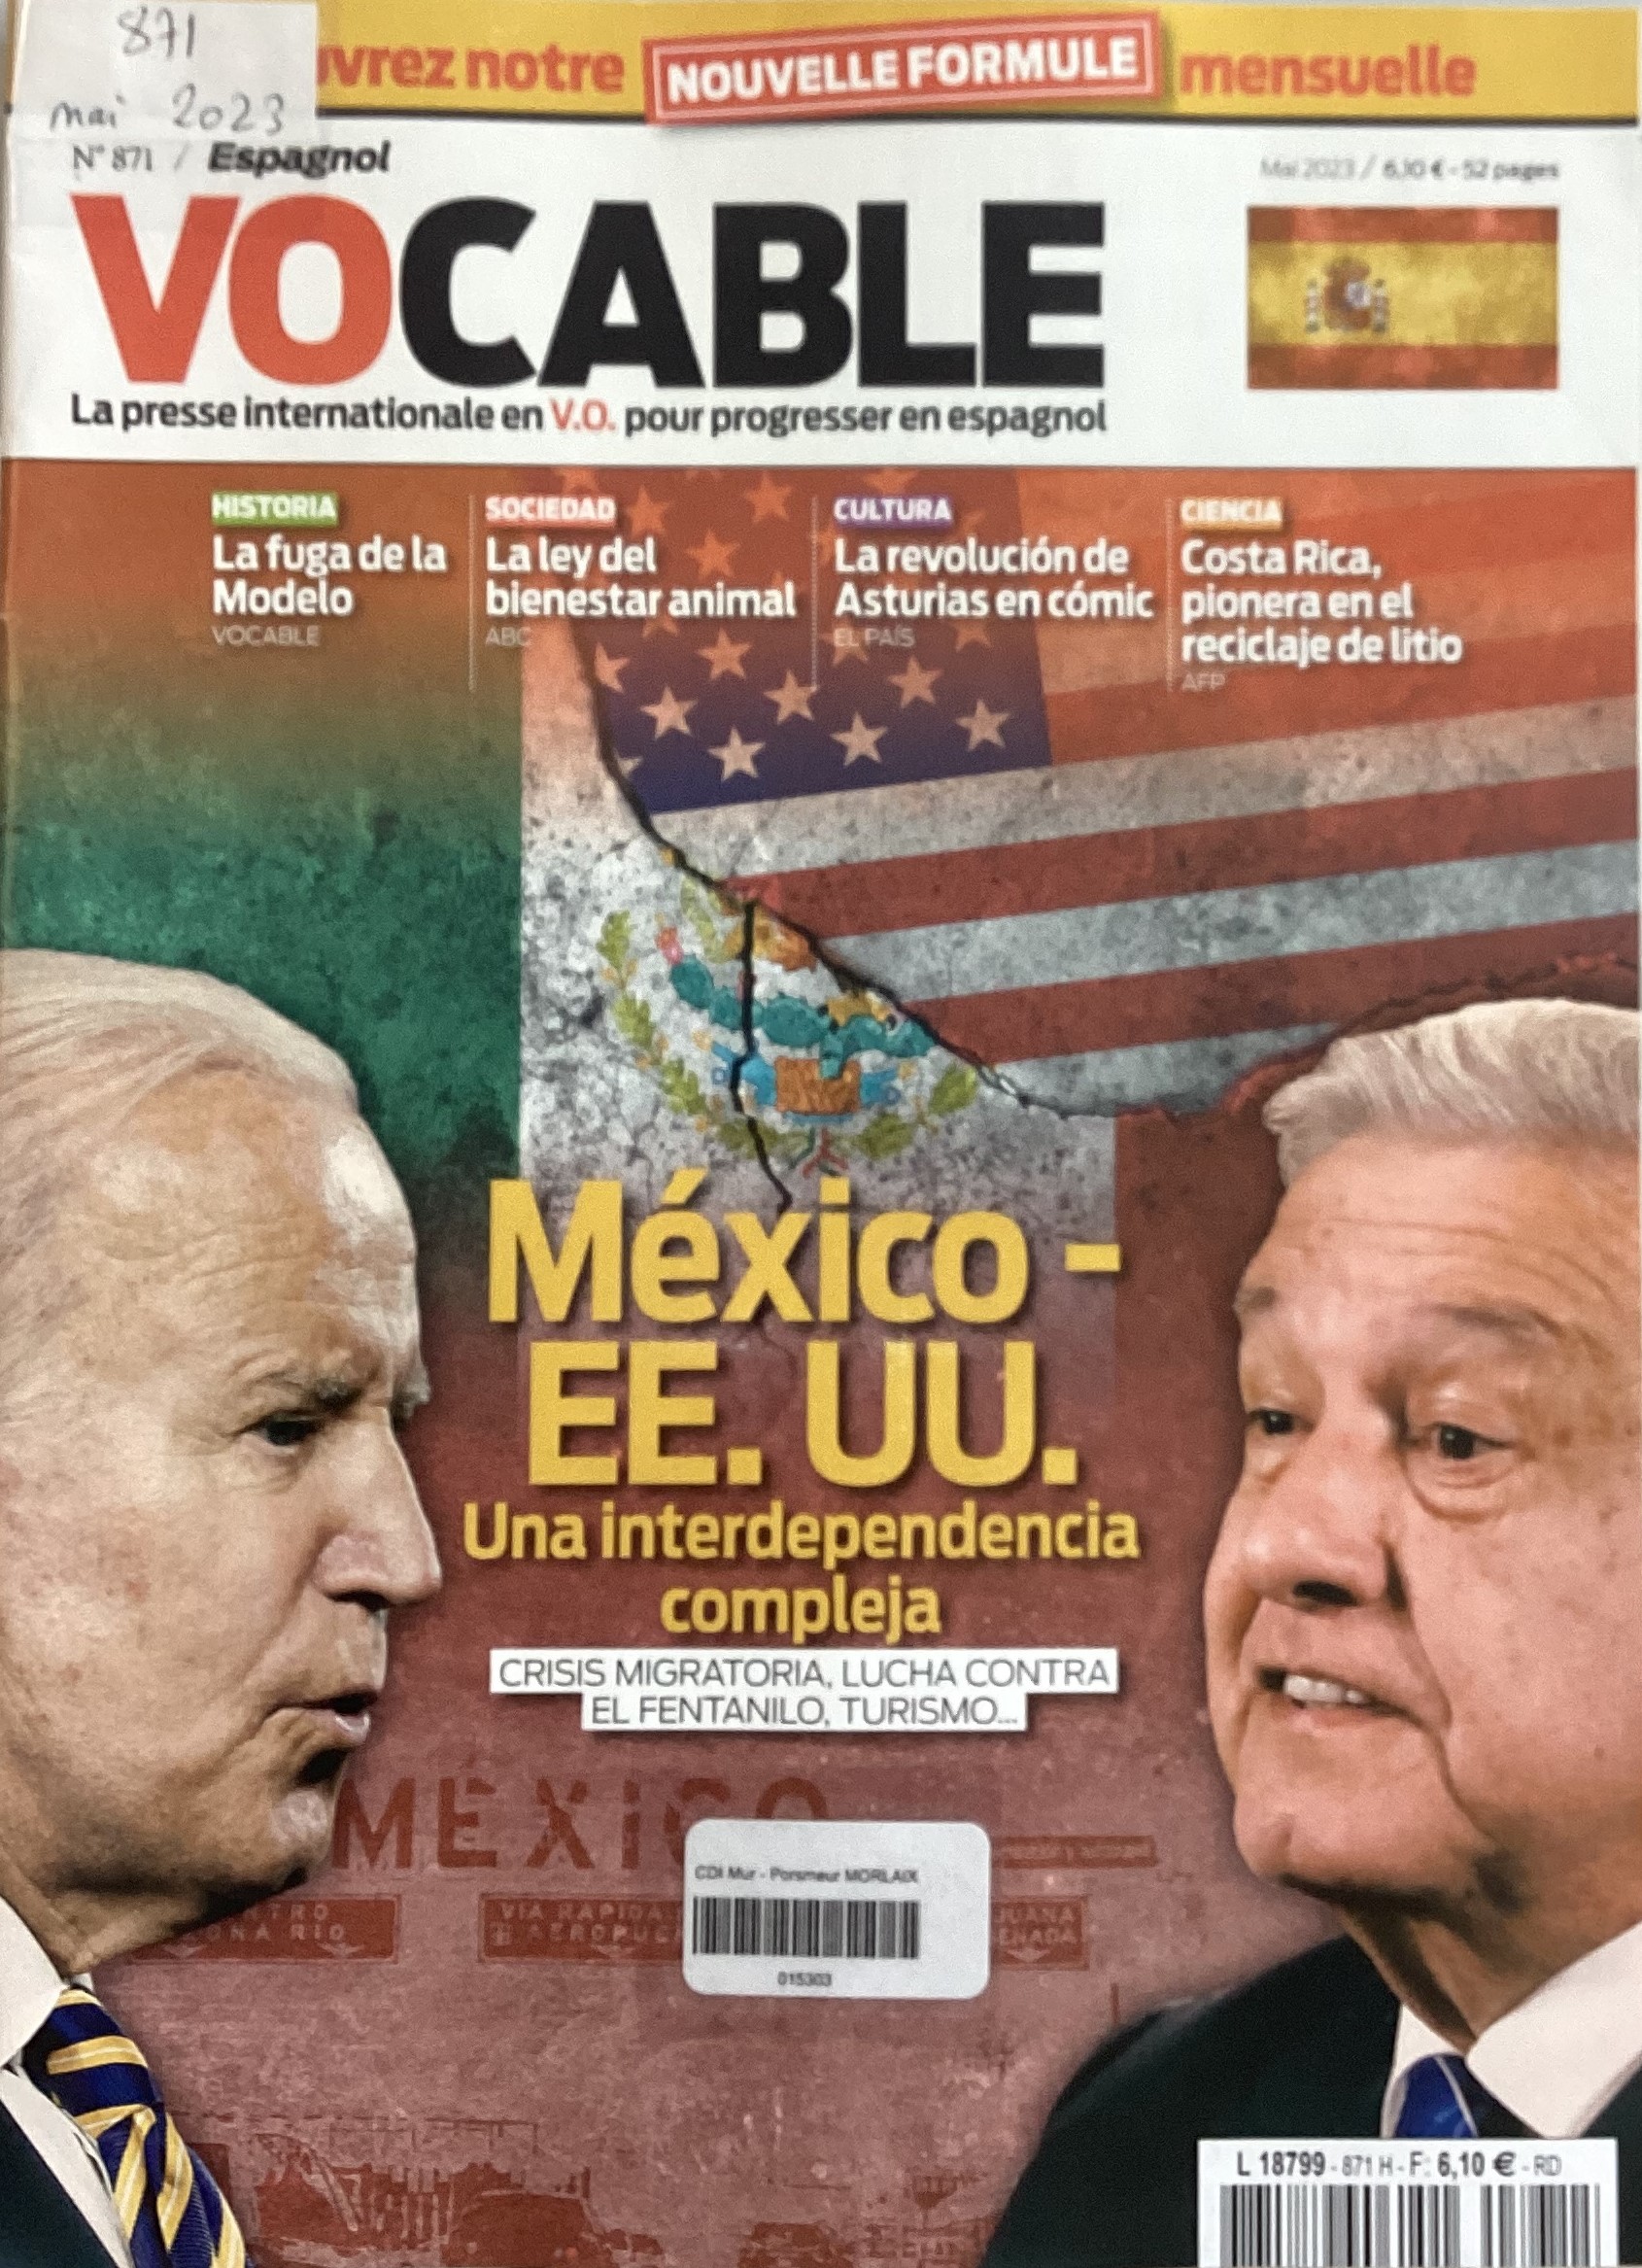 871
mai 2023
vrez notre NOUVELLE FORMULE mensuelle
N° 871 / Espagnol
Mai 2023 / 6,10 € - 52 pages
VOCABLE
La presse internationale en V.O. pour progresser en espagnol
HISTORIA
La fuga de la
Modelo
VOCABLE
SOCIEDAD
La ley del
bienestar animal
ABC
CULTURA
La revolución de
Asturias en cómic
EL PAÍS
CIENCIA
Costa Rica,
pionera en el
reciclaje de litio
AFP
México -
EE. UU.
Una interdependencia
compleja
CRISIS MIGRATORIA, LUCHA CONTRA
EL FENTANILO, TURISMO...
MÉXICO
CDI Mur - Porsmeur MORLAIX
015303
VIA RAPIDA
L 18799 - 871 H - F: 6,10 € - RD